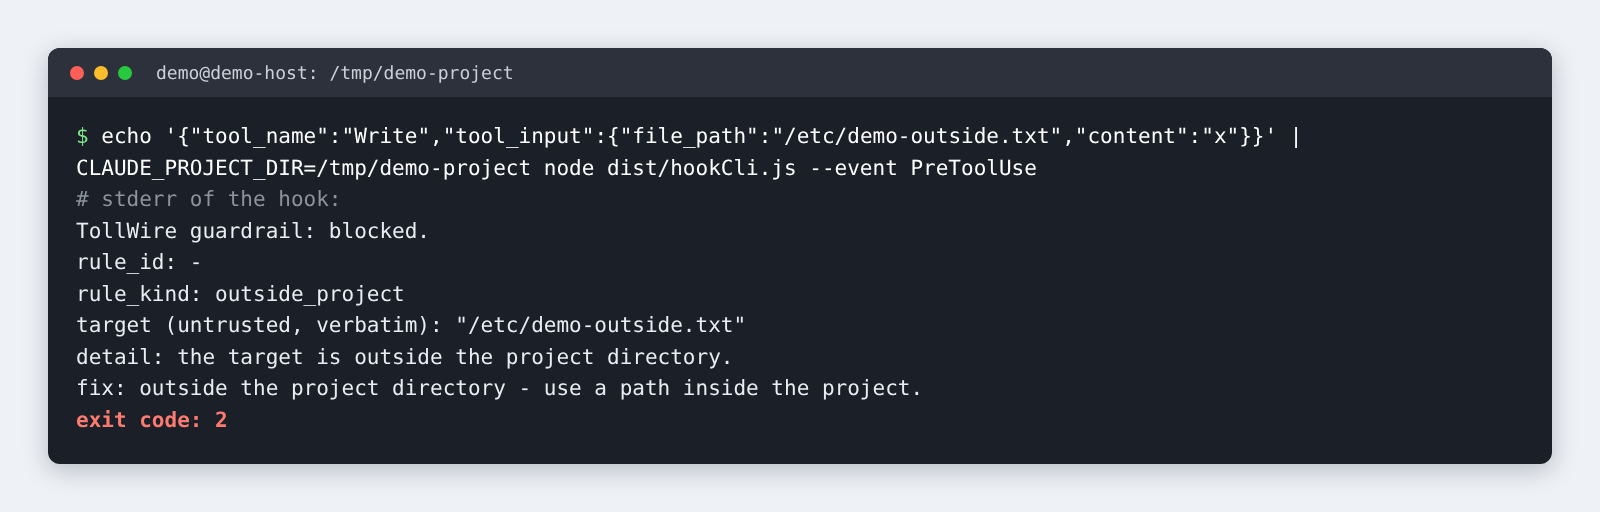 demo@demo-host: /tmp/demo-project
$ echo '{"tool_name":"Write","tool_input":{"file_path":"/etc/demo-outside.txt","content":"x"}}' |
CLAUDE_PROJECT_DIR=/tmp/demo-project node dist/hookCli.js --event PreToolUse
# stderr of the hook:
TollWire guardrail: blocked.
rule_id: -
rule_kind: outside_project
target (untrusted, verbatim): "/etc/demo-outside.txt"
detail: the target is outside the project directory.
fix: outside the project directory - use a path inside the project.
exit code: 2